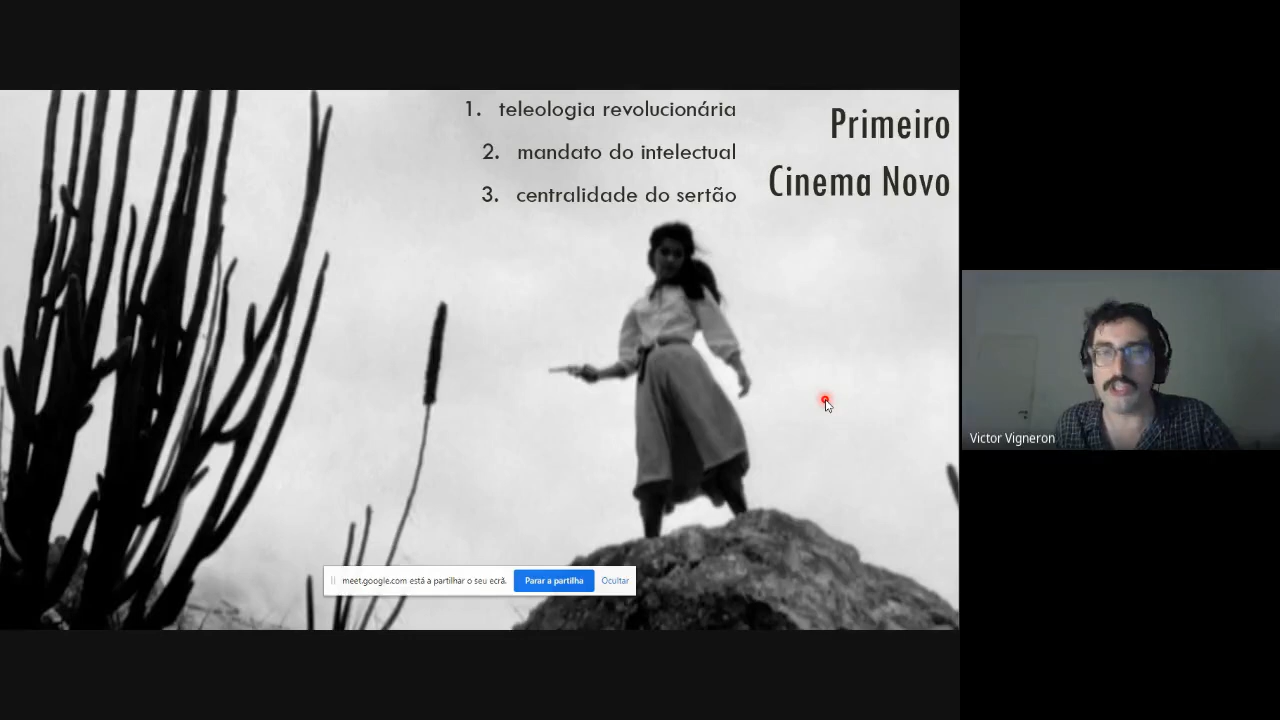 1. teleologia revolucionária
2. mandato do intelectual
3. centralidade do sertão
Primeiro
Cinema Novo
Victor Vigneron
meet.google.com está a partilhar o seu ecrã. Parar a partilha Ocultar